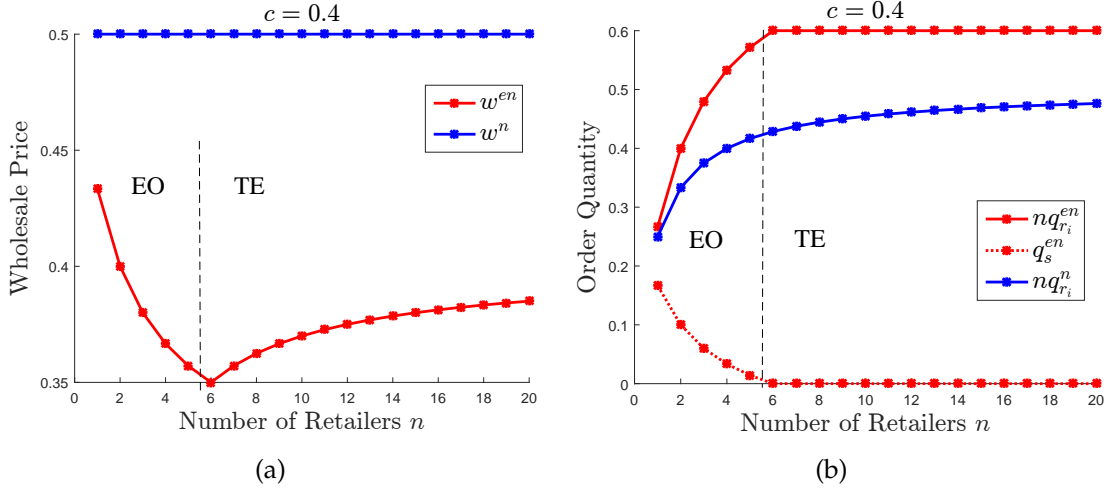 c = 0.4
0.5
0.45
0.4
0.35
Wholesale Price
w^{en}
w^{n}
EO TE
0 2 4 6 8 10 12 14 16 18 20
Number of Retailers n
(a)
c = 0.4
0.6
0.5
0.4
0.3
0.2
0.1
0
Order Quantity
nq_{r_i}^{en}
q_s^{en}
nq_{r_i}^{n}
EO TE
0 2 4 6 8 10 12 14 16 18 20
Number of Retailers n
(b)